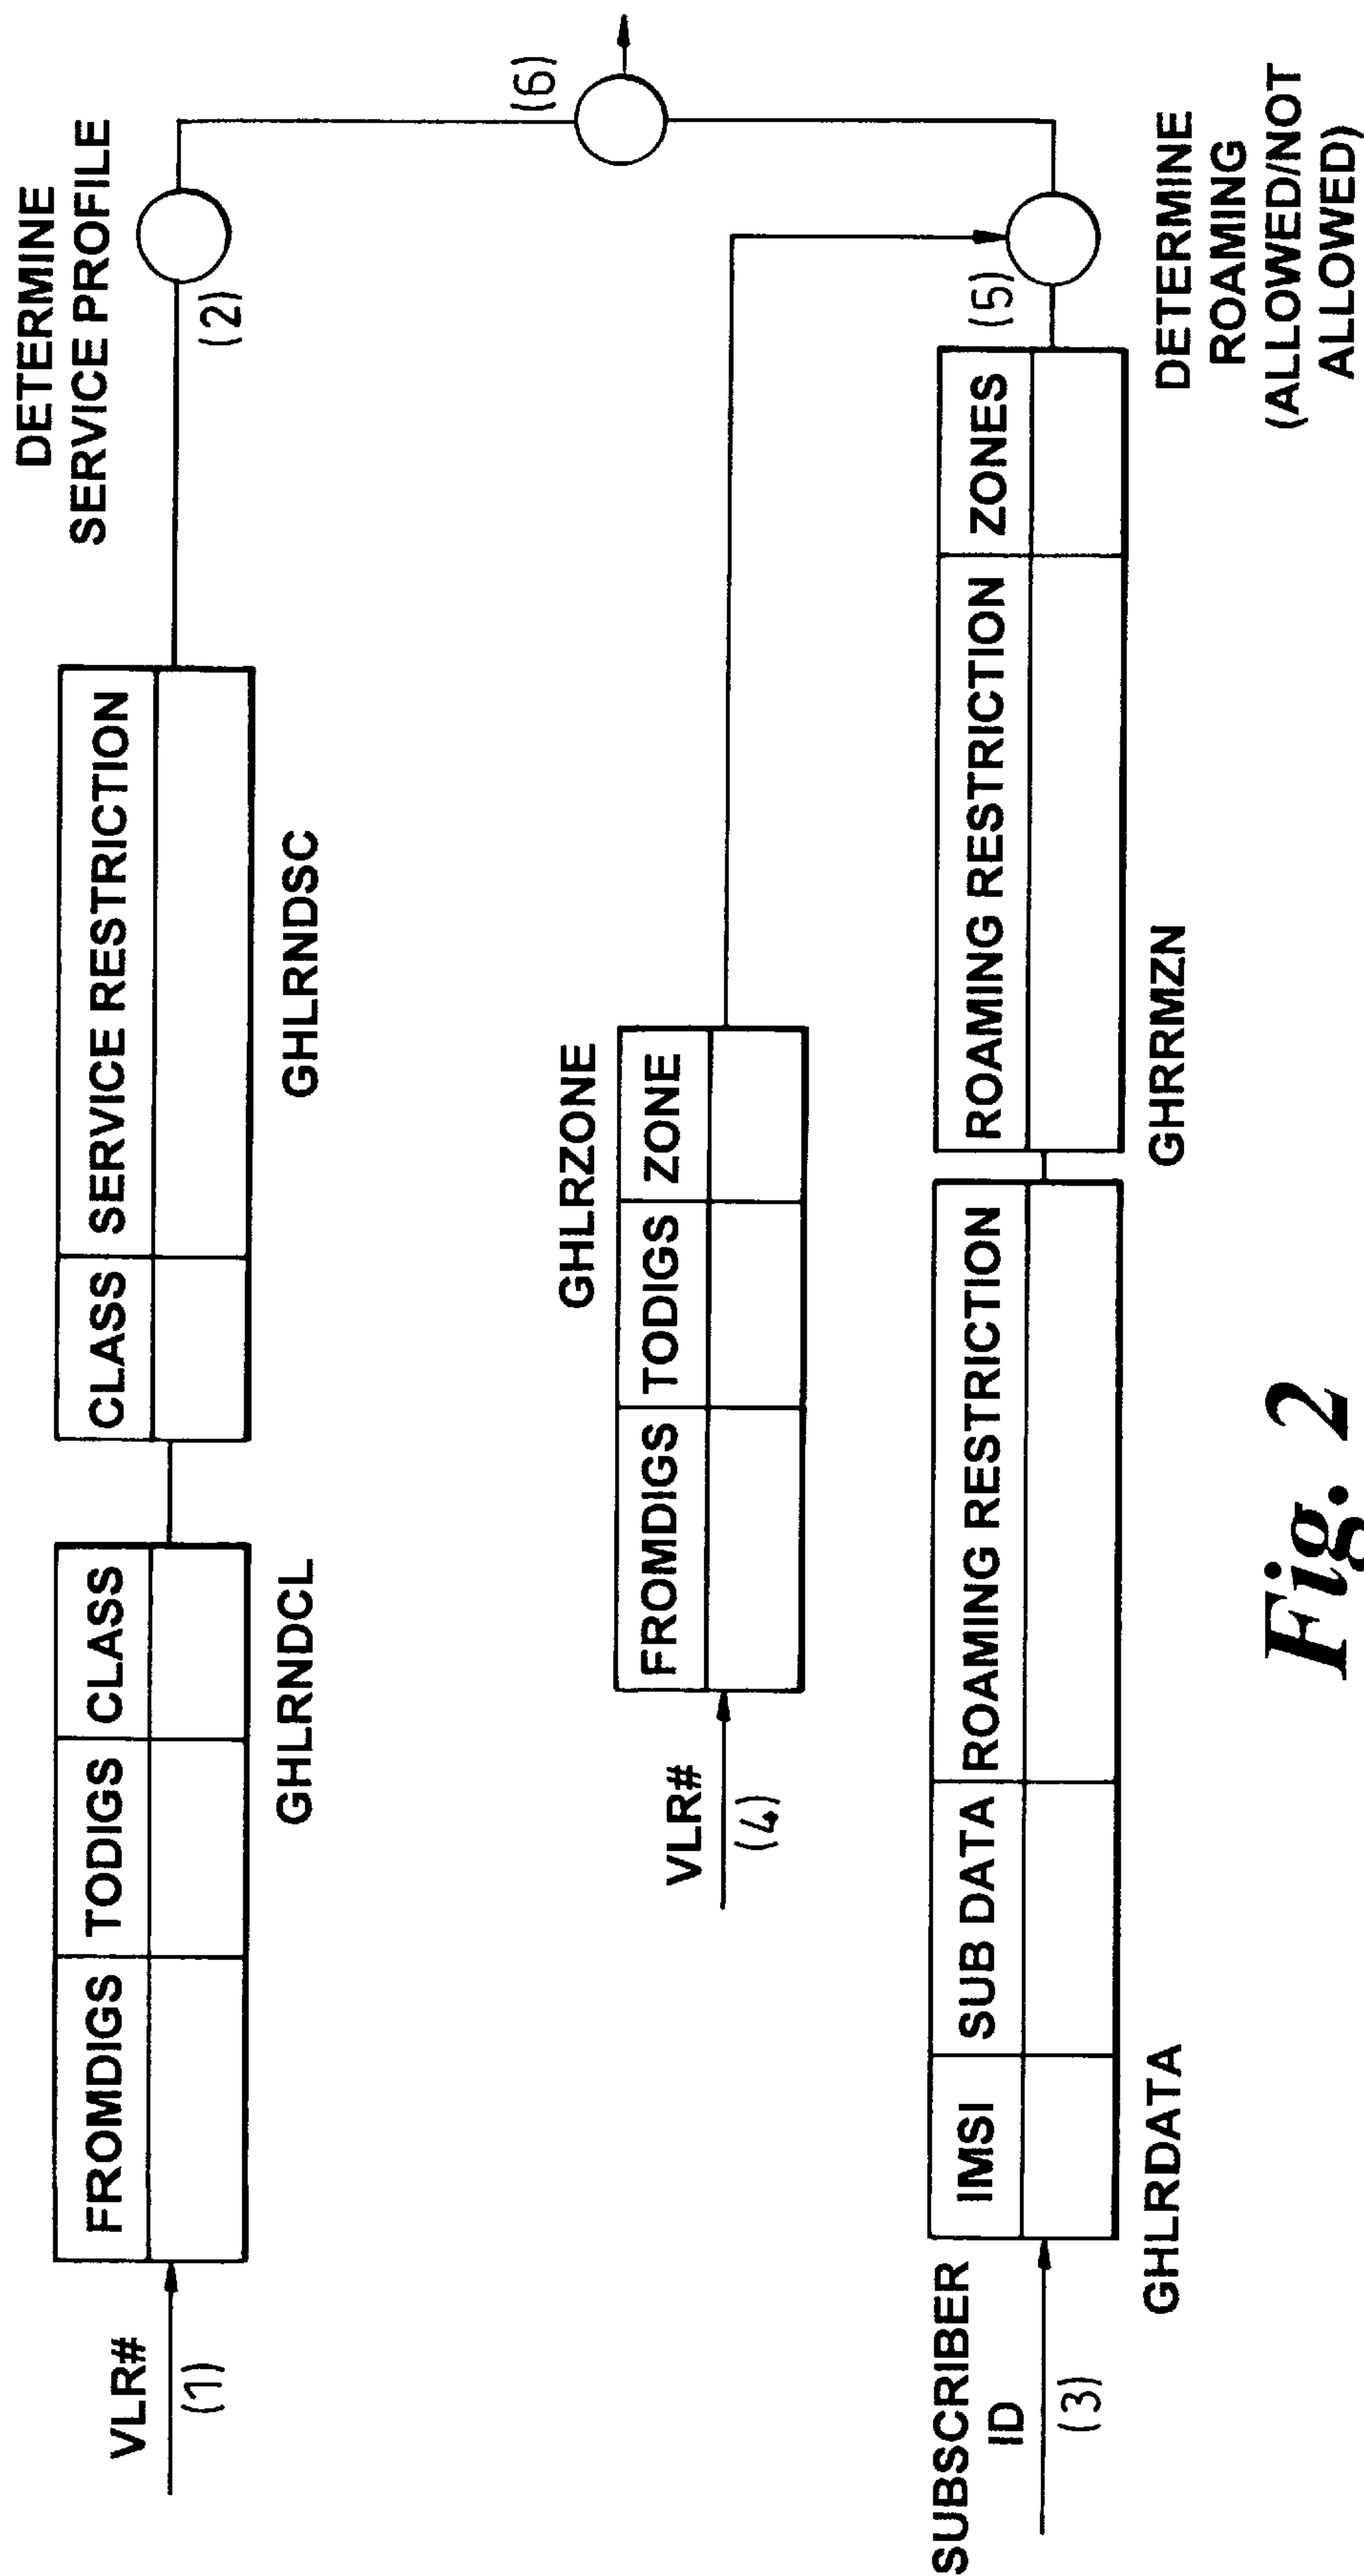 DETERMINE
SERVICE PROFILE
VLR#
(1)
FROMDIGS TODIGS CLASS
GHLRNDCL
CLASS SERVICE RESTRICTION
GHLRNDSC
(2)
(6)
GHLRZONE
VLR#
(4)
FROMDIGS TODIGS ZONE
SUBSCRIBER
ID
(3)
IMSI SUB DATA ROAMING RESTRICTION
GHLRDATA
ROAMING RESTRICTION ZONES
GHRRMZN
(5)
DETERMINE
ROAMING
(ALLOWED/NOT
ALLOWED)
Fig. 2